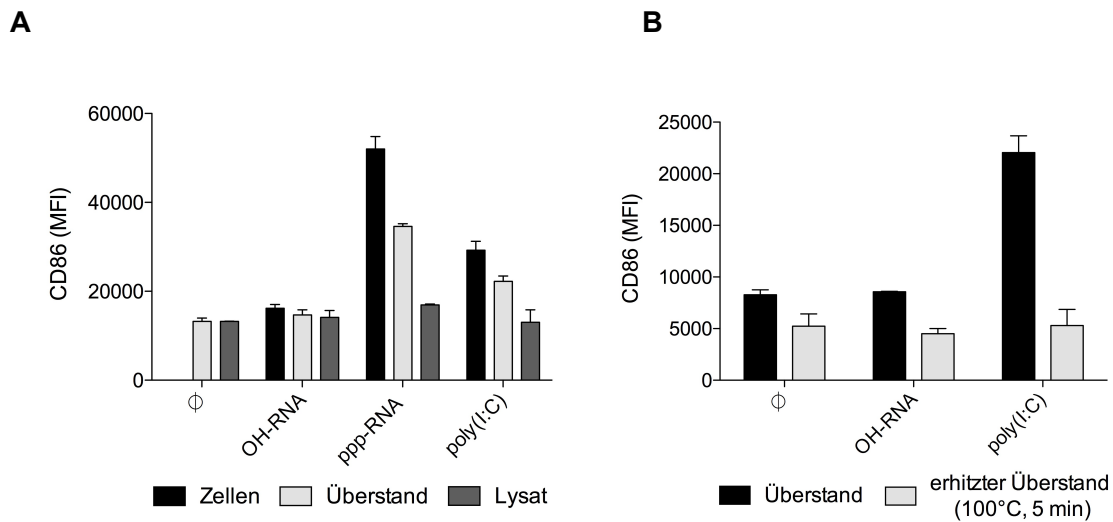 A
60000
40000
20000
0
CD86 (MFI)
ϕ
OH-RNA
ppp-RNA
poly(I:C)
Zellen
Überstand
Lysat
B
25000
20000
15000
10000
5000
0
CD86 (MFI)
ϕ
OH-RNA
poly(I:C)
Überstand
erhitzter Überstand
(100°C, 5 min)